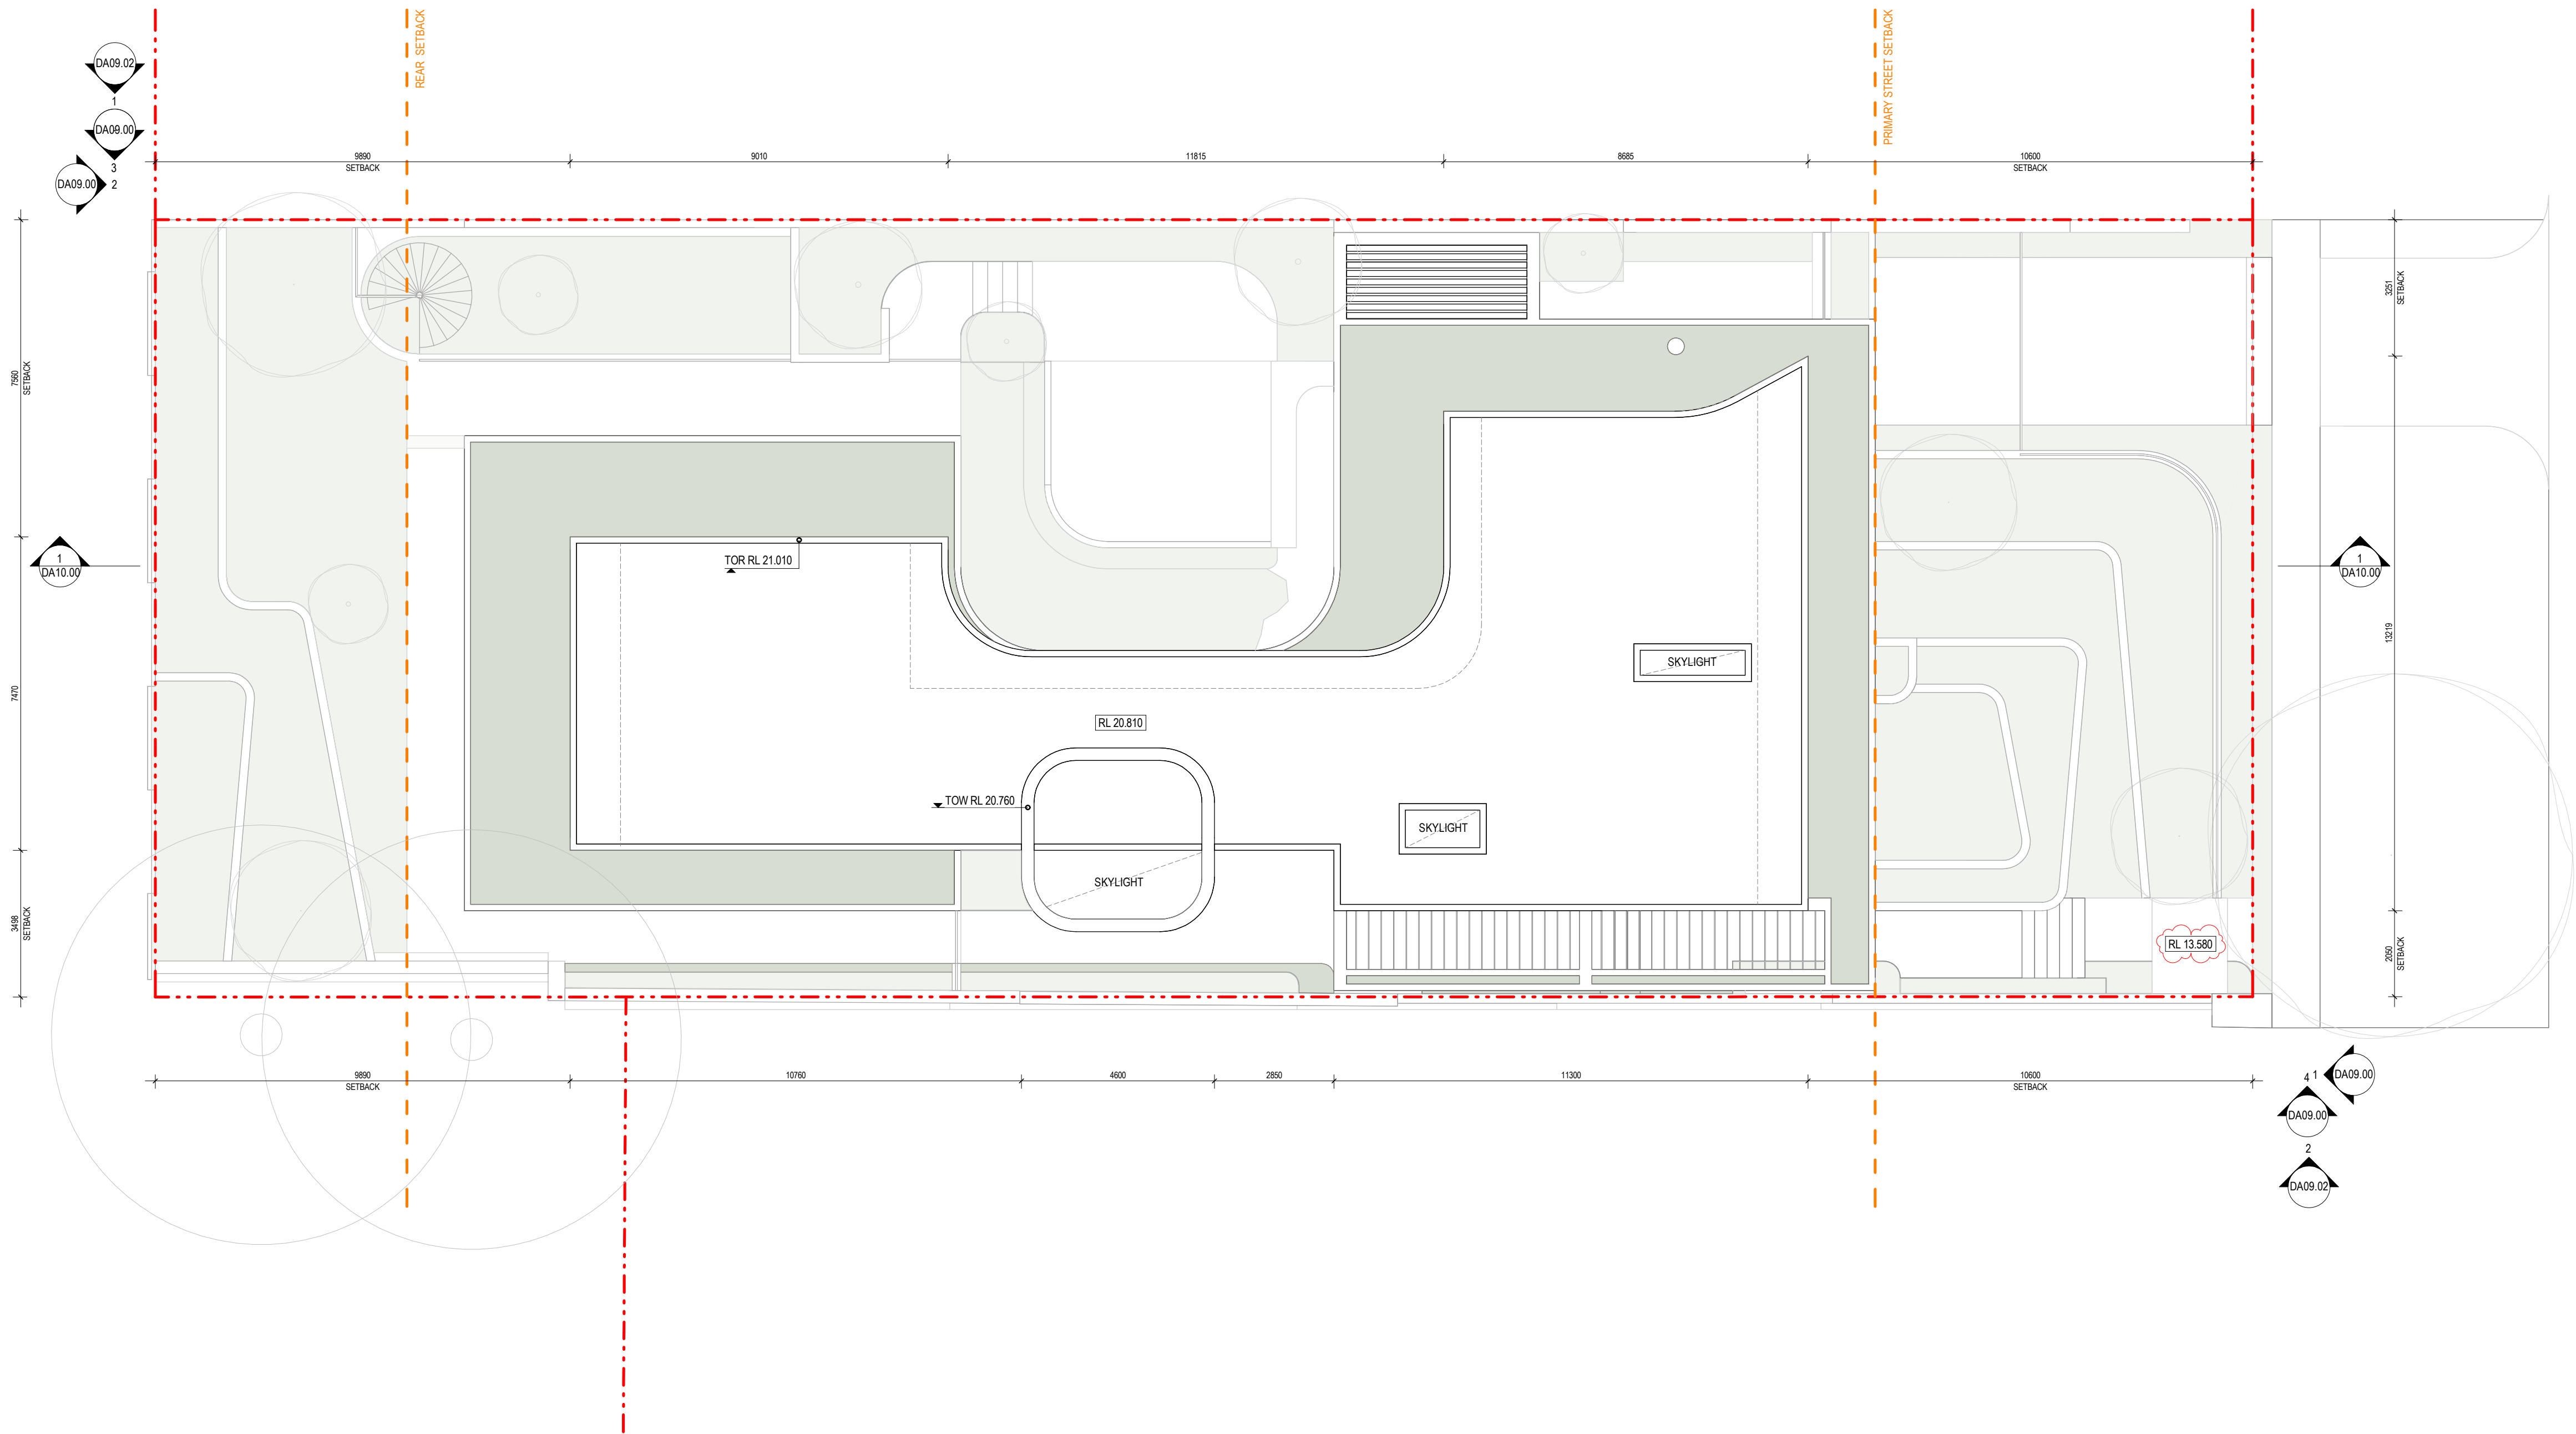 REAR SETBACK
PRIMARY STREET SETBACK
DA09.02
1
DA09.00
3
DA09.00
2
9890
SETBACK
9010
11815
8685
10600
SETBACK
7560
SETBACK
7470
3498
SETBACK
3251
SETBACK
13219
2050
SETBACK
1
DA10.00
1
DA10.00
TOR RL 21.010
SKYLIGHT
RL 20.810
TOW RL 20.760
SKYLIGHT
SKYLIGHT
RL 13.580
9890
SETBACK
10760
4600
2850
11300
10600
SETBACK
4
1
DA09.00
DA09.00
2
DA09.02